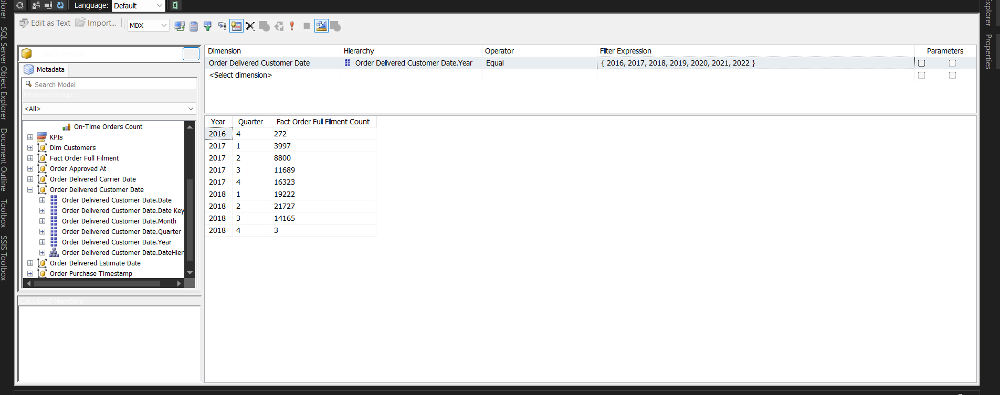 Language: Default
Edit as Text Import... MDX
Metadata
Search Model
Measure Group:
<All>
On-Time Orders Count
KPIs
Dim Customers
Fact Order Full Filment
Order Approved At
Order Delivered Carrier Date
Order Delivered Customer Date
Order Delivered Customer Date.Date
Order Delivered Customer Date.Date Key
Order Delivered Customer Date.Month
Order Delivered Customer Date.Quarter
Order Delivered Customer Date.Year
Order Delivered Customer Date.DateHiera
Order Delivered Estimate Date
Order Purchase Timestamp
Calculated Members
Dimension Hierarchy Operator Filter Expression Parameters
Order Delivered Customer Date Order Delivered Customer Date.Year Equal { 2016, 2017, 2018, 2019, 2020, 2021, 2022 }
<Select dimension>
Year Quarter Fact Order Full Filment Count
2016 4 272
2017 1 3997
2017 2 8800
2017 3 11689
2017 4 16323
2018 1 19222
2018 2 21727
2018 3 14165
2018 4 3
SQL Server Object Explorer
Document Outline
Toolbox
SSIS Toolbox
Explorer
Properties